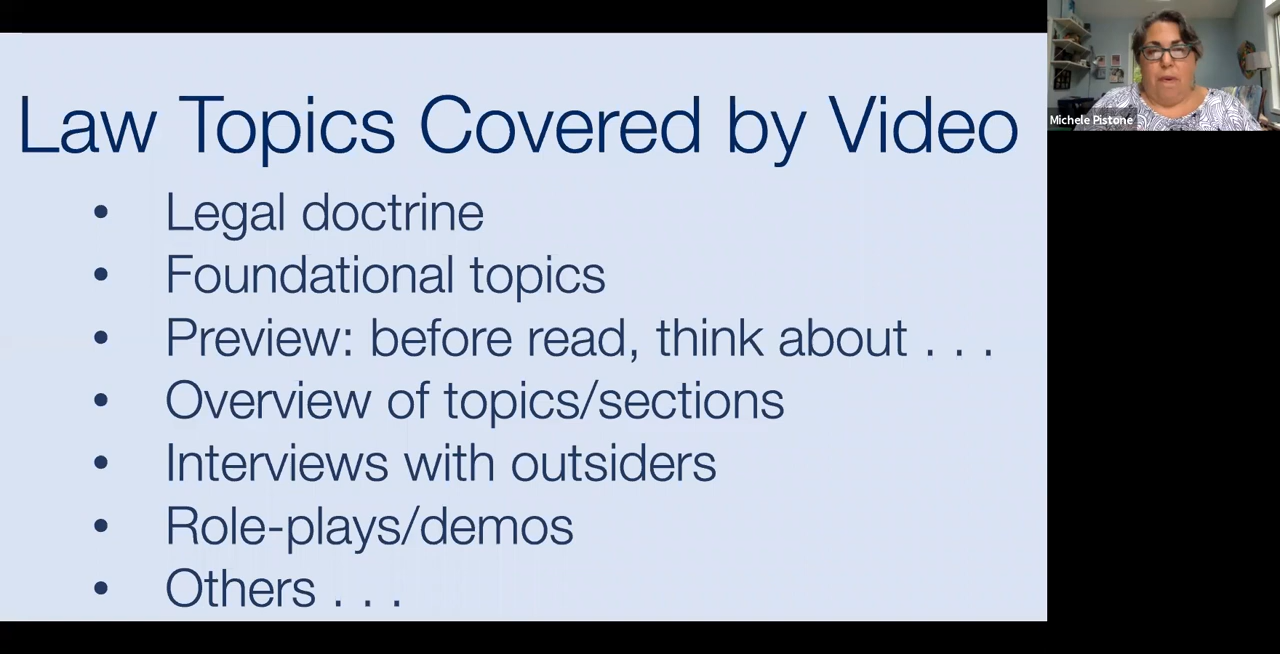 Law Topics Covered by Video
• Legal doctrine
• Foundational topics
• Preview: before read, think about . . .
• Overview of topics/sections
• Interviews with outsiders
• Role-plays/demos
• Others . . .
Michele Pistone